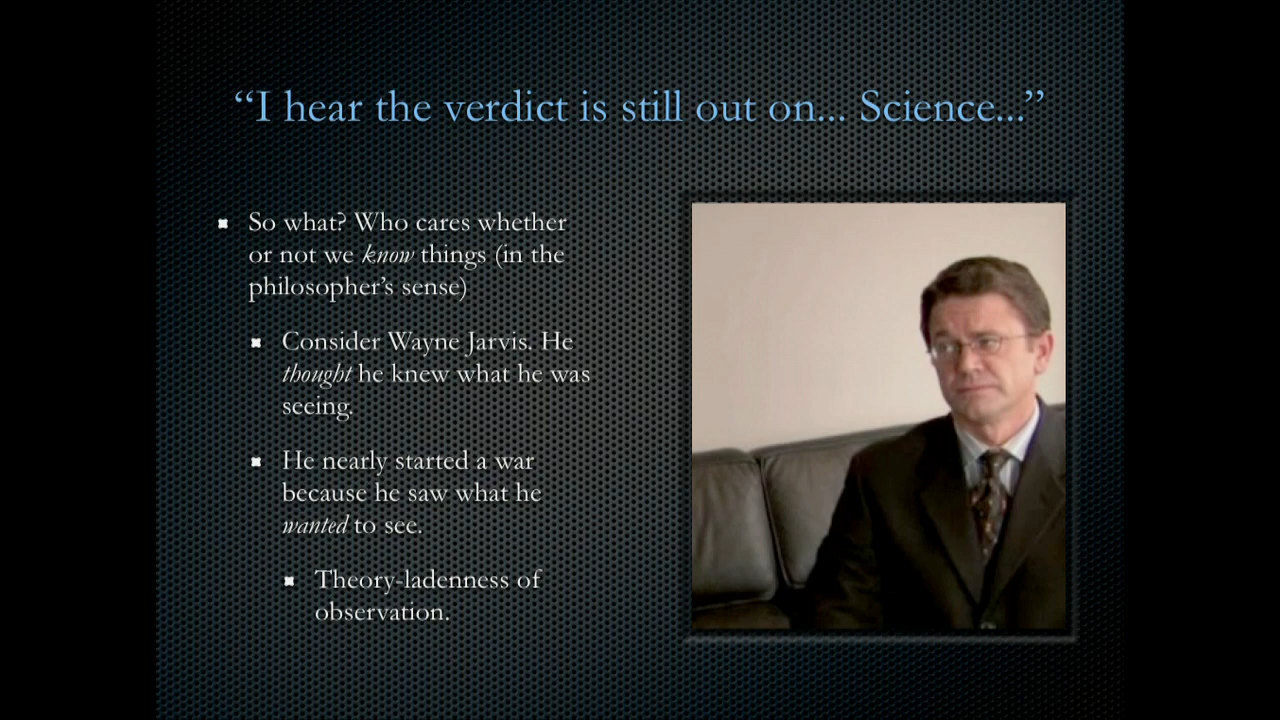 “I hear the verdict is still out on... Science...”
So what? Who cares whether
or not we know things (in the
philosopher’s sense)
Consider Wayne Jarvis. He
thought he knew what he was
seeing.
He nearly started a war
because he saw what he
wanted to see.
Theory-ladenness of
observation.